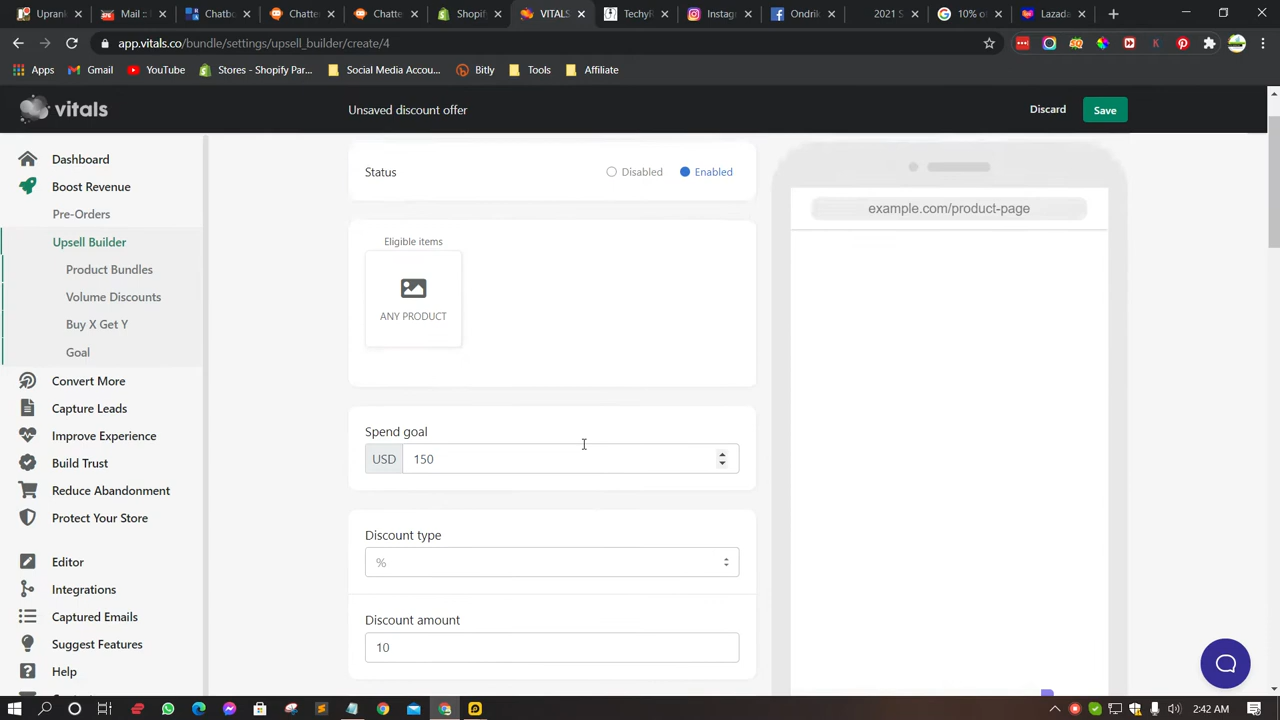 Uprank
Mail ::
Chatb
Chatte
Chatte
Shopify
VITALS
TechyR
Instag
Ondrik
2021 S
10% o
Lazada
app.vitals.co/bundle/settings/upsell_builder/create/4
Apps
Gmail
YouTube
Stores - Shopify Par...
Social Media Accou...
Bitly
Tools
Affiliate
vitals
Unsaved discount offer
Discard
Save
Dashboard
Boost Revenue
Pre-Orders
Upsell Builder
Product Bundles
Volume Discounts
Buy X Get Y
Goal
Convert More
Capture Leads
Improve Experience
Build Trust
Reduce Abandonment
Protect Your Store
Editor
Integrations
Captured Emails
Suggest Features
Help
Status
Disabled
Enabled
Eligible items
ANY PRODUCT
Spend goal
USD 150
Discount type
%
Discount amount
10
example.com/product-page
2:42 AM